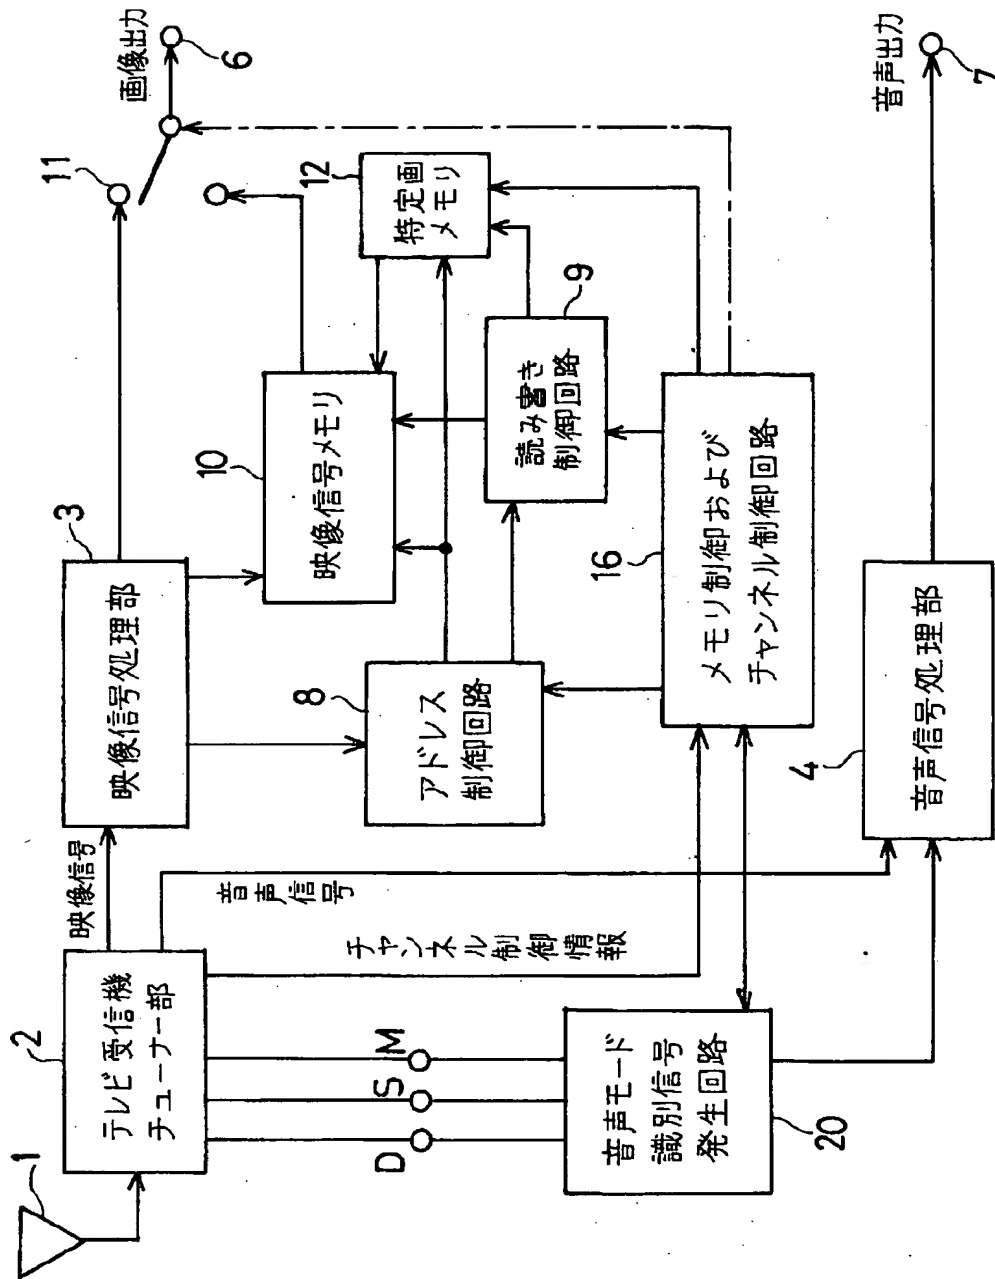 1
2
テレビ受信機
チューナー部
映像信号
3
映像信号処理部
11
画像出力
6
音声信号
チャンネル制御情報
8
アドレス
制御回路
10
映像信号メモリ
12
特定画
メモリ
9
読み書き
制御回路
D
S
M
音声モード
識別信号
発生回路
20
16
メモリ制御および
チャンネル制御回路
4
音声信号処理部
音声出力
7